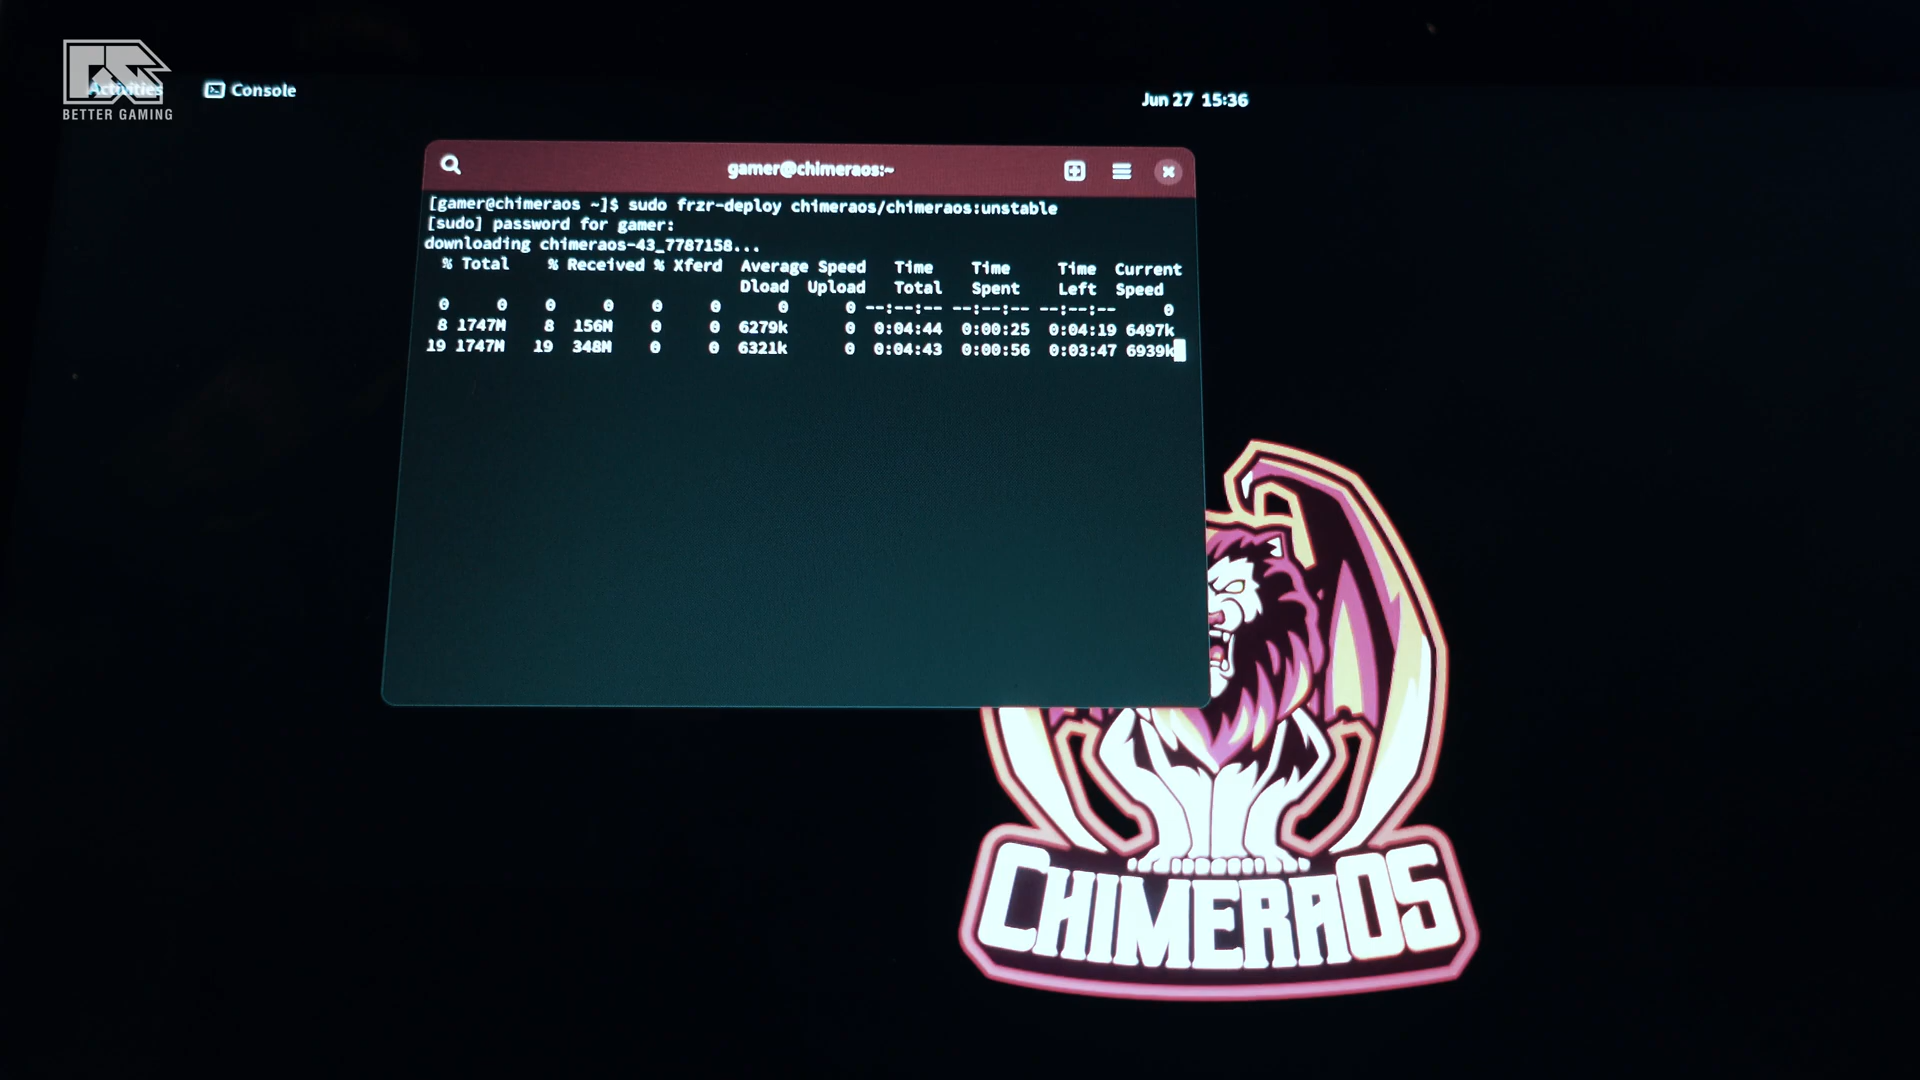 Activities
Console
Jun 27 15:36
BETTER GAMING
gamer@chimeraos:~
[gamer@chimeraos ~]$ sudo frzr-deploy chimeraos/chimeraos:unstable
[sudo] password for gamer:
downloading chimeraos-43_7787158...
% Total % Received % Xferd Average Speed Time Time Time Current
Dload Upload Total Spent Left Speed
0 0 0 0 0 0 0 0 --:--:-- --:--:-- --:--:-- 0
8 1747M 8 156M 0 0 6279k 0 0:04:44 0:00:25 0:04:19 6497k
19 1747M 19 348M 0 0 6321k 0 0:04:43 0:00:56 0:03:47 6939k
CHIMERAOS